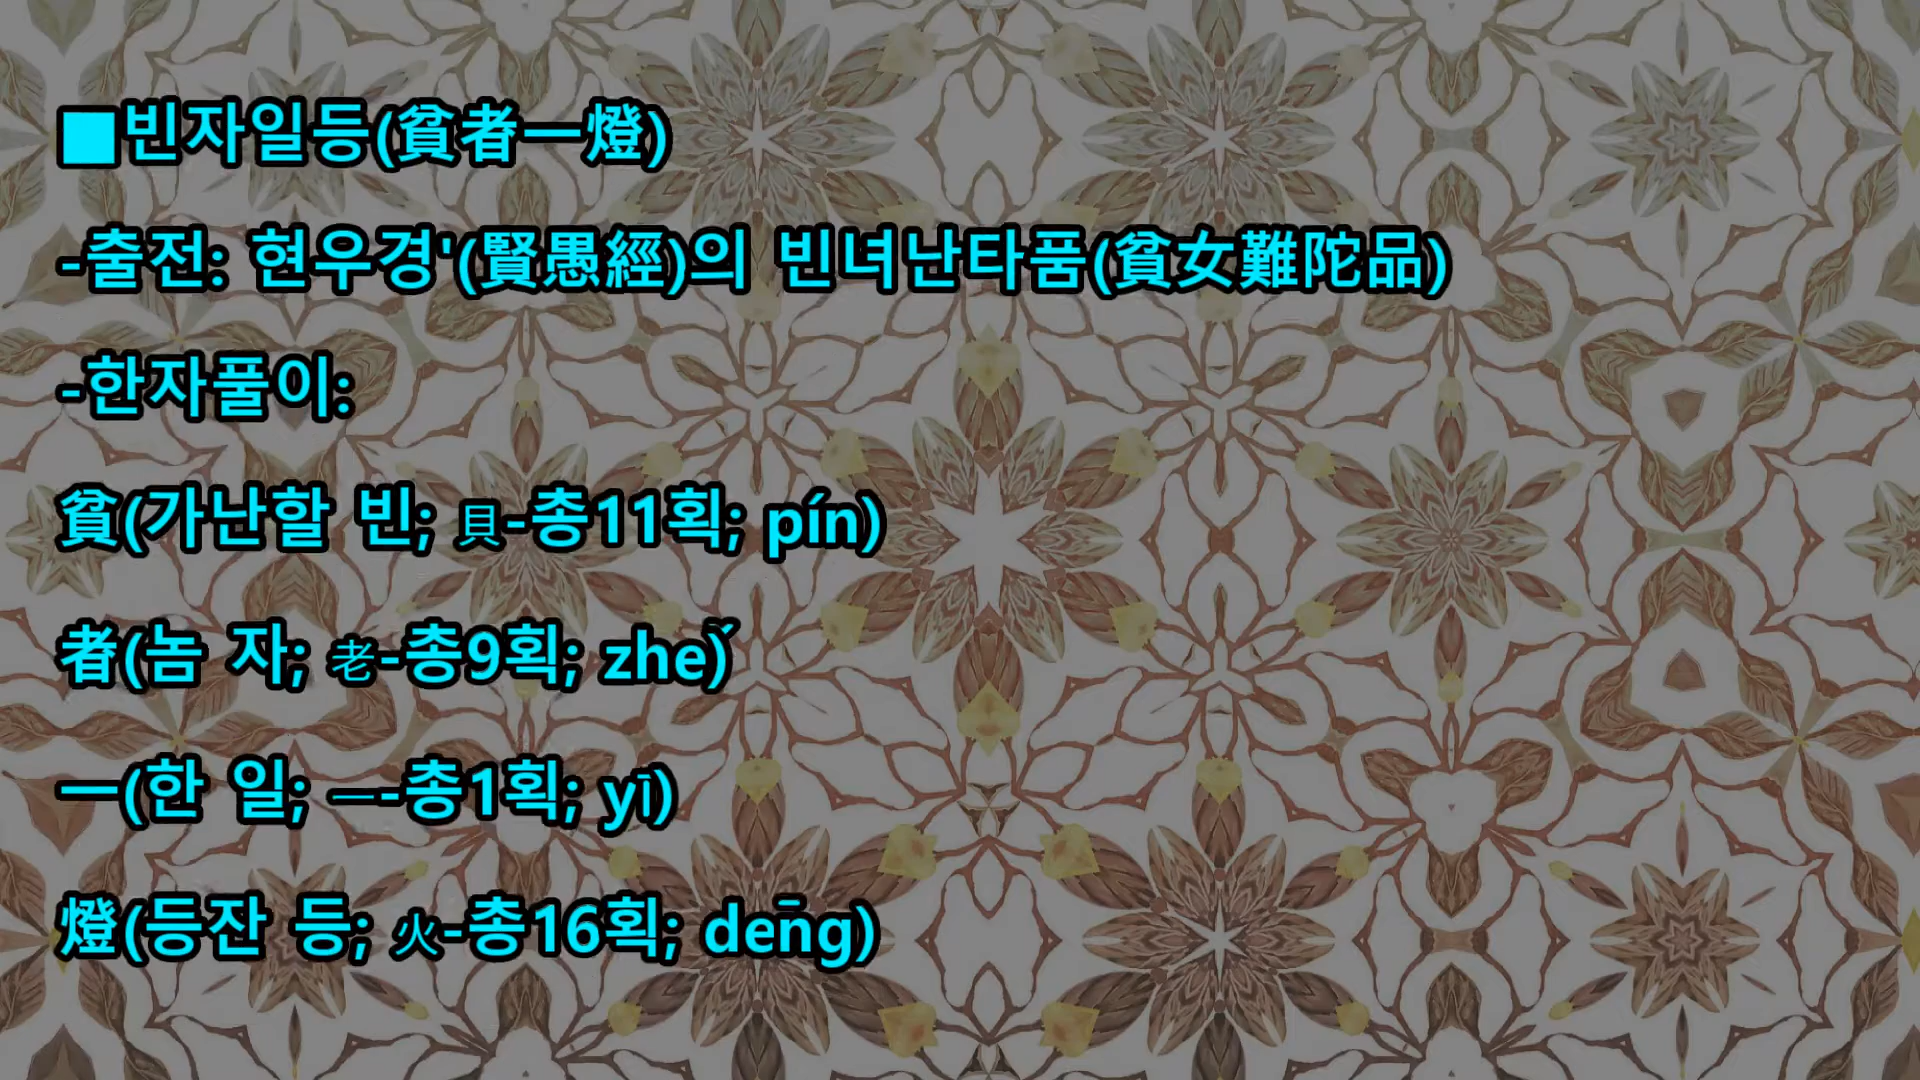 ■빈자일등(貧者一燈)
-출전: 현우경'(賢愚經)의 빈녀난타품(貧女難陀品)
-한자풀이:
貧(가난할 빈; 貝-총11획; pín)
者(놈 자; 老-총9획; zhě)
一(한 일; 一-총1획; yī)
燈(등잔 등; 火-총16획; dēng)